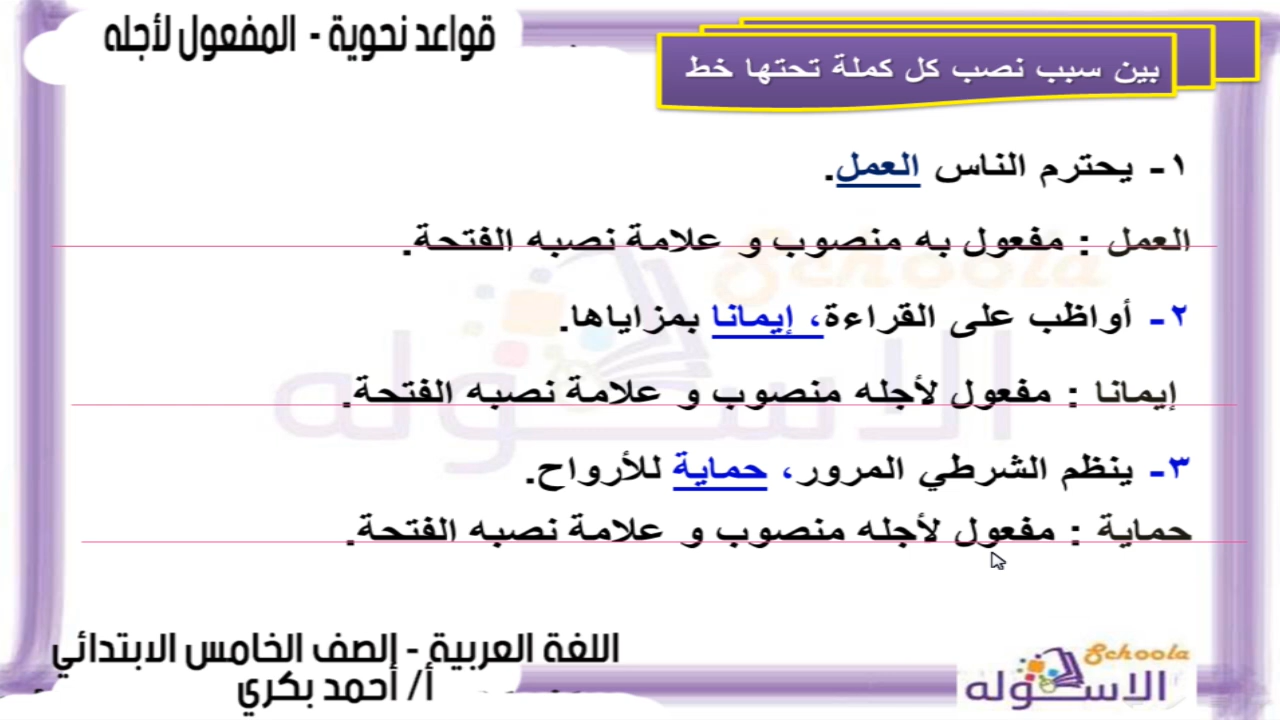 قواعد نحوية - المفعول لأجله
بين سبب نصب كل كملة تحتها خط
١- يحترم الناس العمل.
العمل : مفعول به منصوب و علامة نصبه الفتحة.
٢- أواظب على القراءة، إيمانا بمزاياها.
إيمانا : مفعول لأجله منصوب و علامة نصبه الفتحة.
٣- ينظم الشرطي المرور، حماية للأرواح.
حماية : مفعول لأجله منصوب و علامة نصبه الفتحة.
اللغة العربية - الصف الخامس الابتدائي
أ/ أحمد بكري
Schoola
الاسكوله